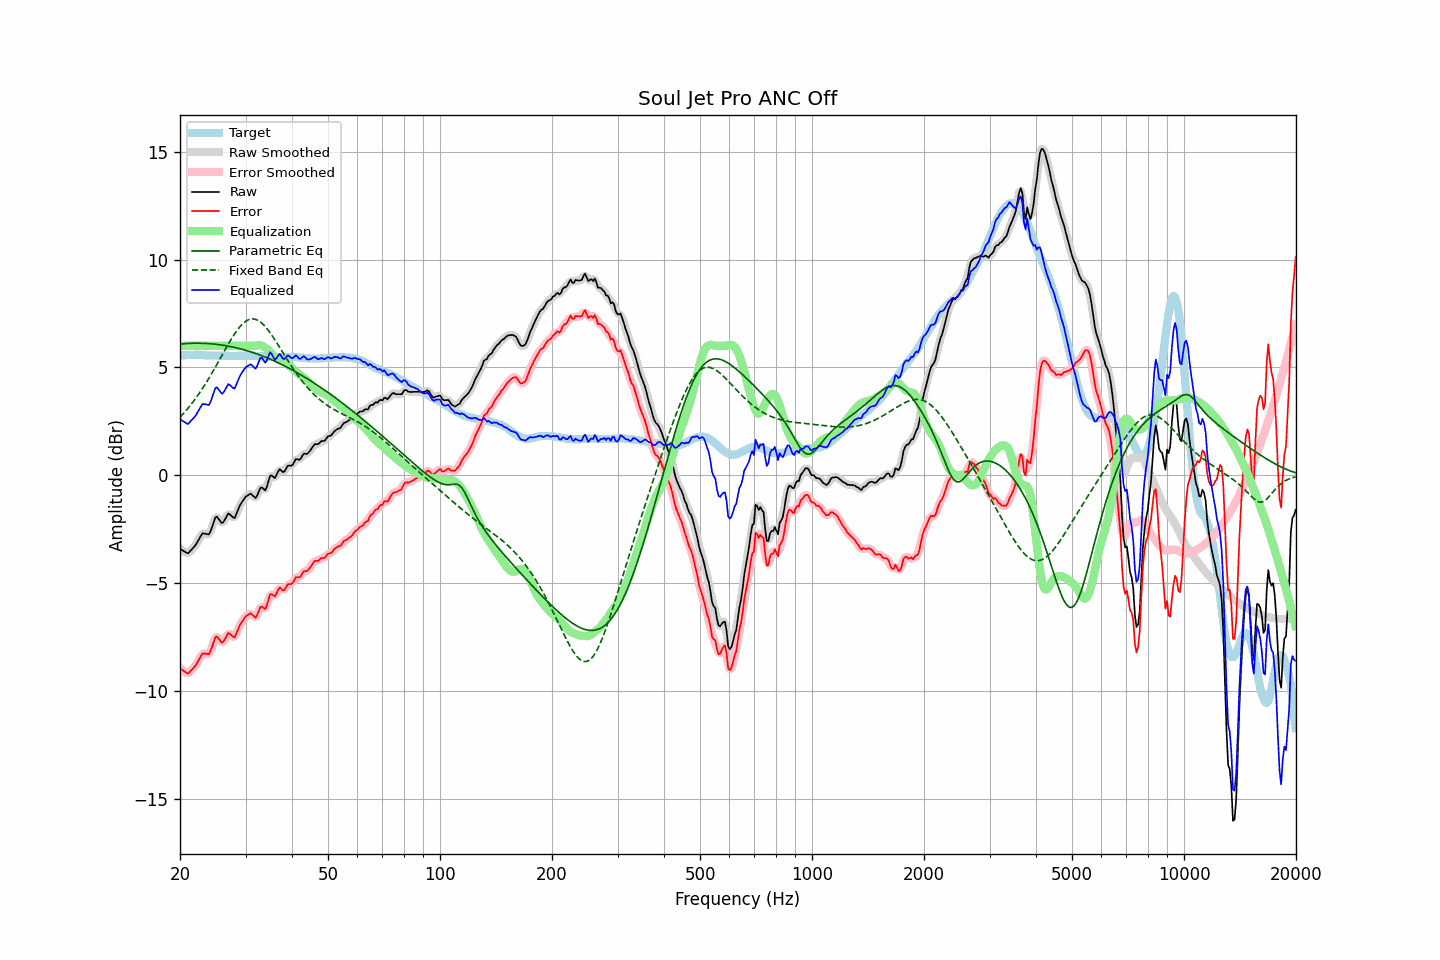 Soul Jet Pro ANC Off
Target
Raw Smoothed
Error Smoothed
Raw
Error
Equalization
Parametric Eq
Fixed Band Eq
Equalized
Amplitude (dBr)
15
10
5
0
−5
−10
−15
20 50 100 200 500 1000 2000 5000 10000 20000
Frequency (Hz)